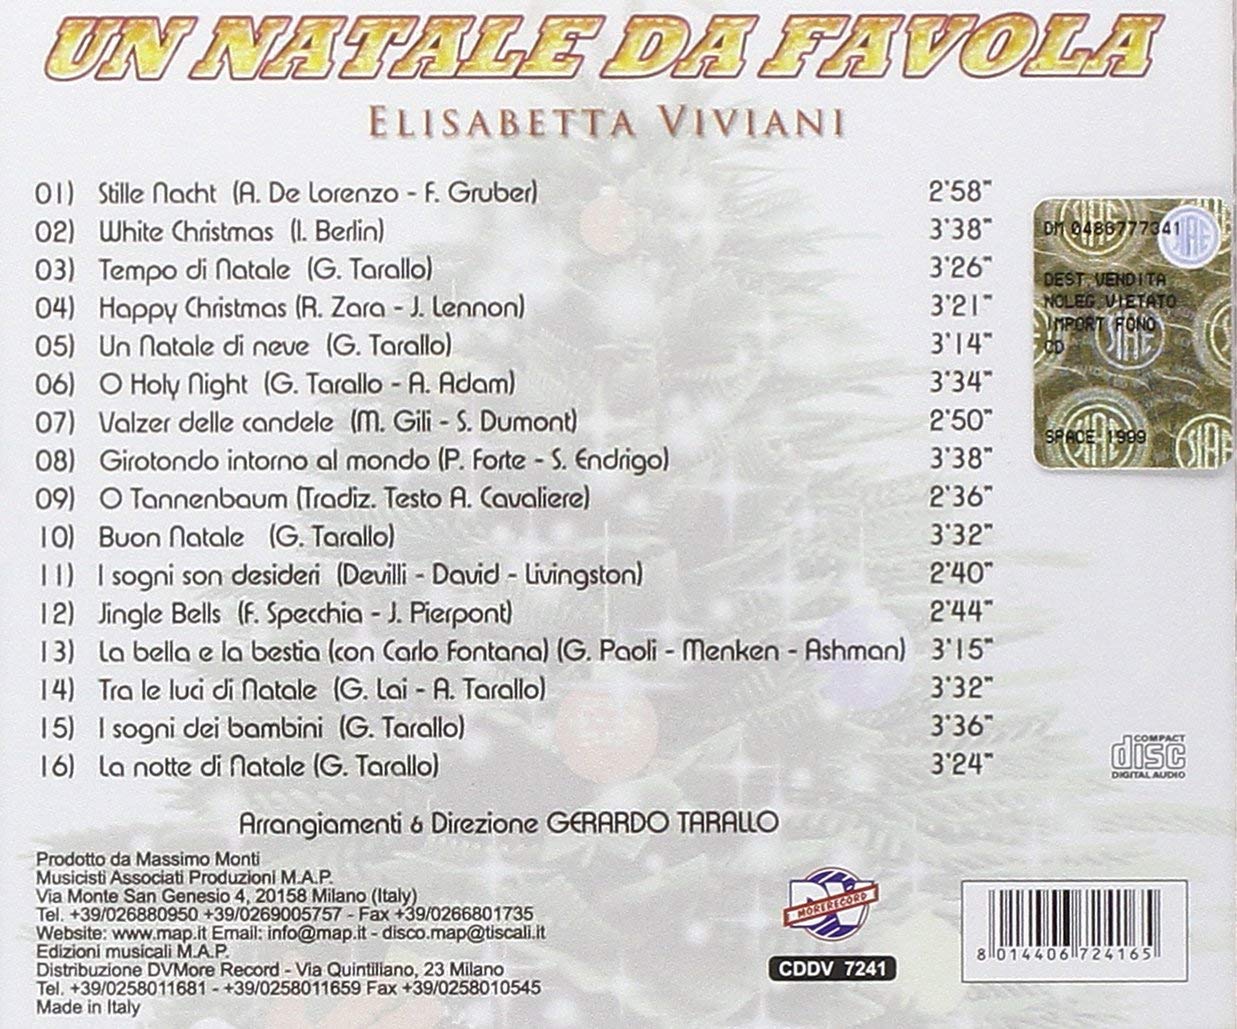 UN NATALE DA FAVOLA
ELISABETTA VIVIANI
01) Stille Nacht (A. De Lorenzo - F. Gruber) 2'58"
02) White Christmas (I. Berlin) 3'38"
03) Tempo di Natale (G. Tarallo) 3'26"
04) Happy Christmas (R. Zara - J. Lennon) 3'21"
05) Un Natale di neve (G. Tarallo) 3'14"
06) O Holy Night (G. Tarallo - A. Adam) 3'34"
07) Valzer delle candele (M. Gili - S. Dumont) 2'50"
08) Girotondo intorno al mondo (P. Forte - S. Endrigo) 3'38"
09) O Tannenbaum (Tradiz. Testo A. Cavaliere) 2'36"
10) Buon Natale (G. Tarallo) 3'32"
11) I sogni son desideri (Devilli - David - Livingston) 2'40"
12) Jingle Bells (F. Specchia - J. Pierpont) 2'44"
13) La bella e la bestia (con Carlo Fontana) (G. Paoli - Menken - Ashman) 3'15"
14) Tra le luci di Natale (G. Lai - A. Tarallo) 3'32"
15) I sogni dei bambini (G. Tarallo) 3'36"
16) La notte di Natale (G. Tarallo) 3'24"
DM 0486777341
SIAE
DEST VENDITA
NOLEG VIETATO
IMPORT FONO
CD
SIAE
SPACE 1999
SIAE
SIAE
COMPACT
disc
DIGITAL AUDIO
Arrangiamenti & Direzione GERARDO TARALLO
Prodotto da Massimo Monti
Musicisti Associati Produzioni M.A.P.
Via Monte San Genesio 4, 20158 Milano (Italy)
Tel. +39/026880950 +39/0269005757 - Fax +39/0266801735
Website: www.map.it Email: info@map.it - disco.map@tiscali.it
Edizioni musicali M.A.P.
Distribuzione DVMore Record - Via Quintiliano, 23 Milano
Tel. +39/0258011681 - +39/0258011659 Fax +39/0258010545
Made in Italy
DV
MORERECORD
CDDV 7241
8 014406 724165